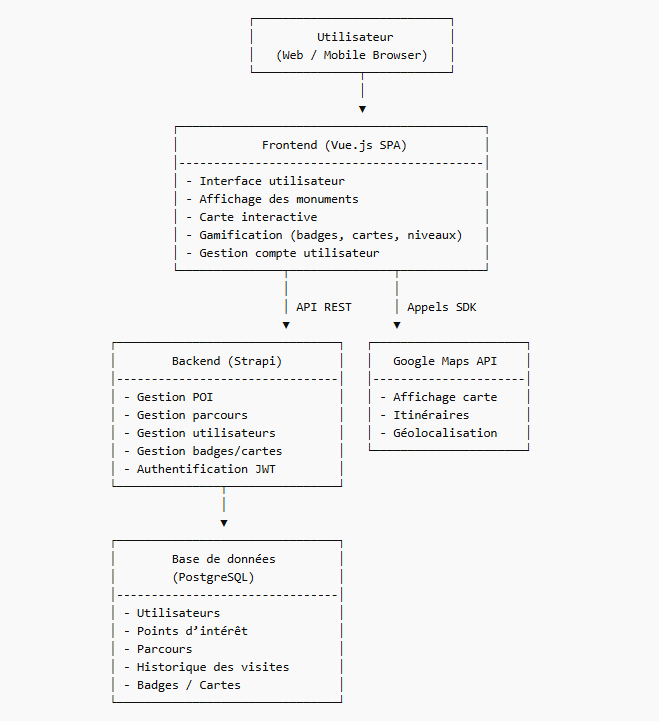 Utilisateur
(Web / Mobile Browser)
Frontend (Vue.js SPA)
- Interface utilisateur
- Affichage des monuments
- Carte interactive
- Gamification (badges, cartes, niveaux)
- Gestion compte utilisateur
API REST
Appels SDK
Backend (Strapi)
- Gestion POI
- Gestion parcours
- Gestion utilisateurs
- Gestion badges/cartes
- Authentification JWT
Google Maps API
- Affichage carte
- Itinéraires
- Géolocalisation
Base de données
(PostgreSQL)
- Utilisateurs
- Points d’intérêt
- Parcours
- Historique des visites
- Badges / Cartes